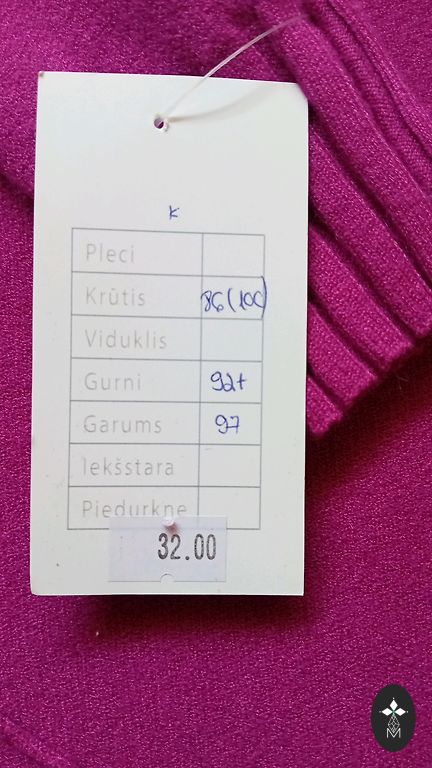 K
Pleci
Krūtis 86(100)
Viduklis
Gurni 92+
Garums 97
Iekšstara
Piedurkne
32.00
M